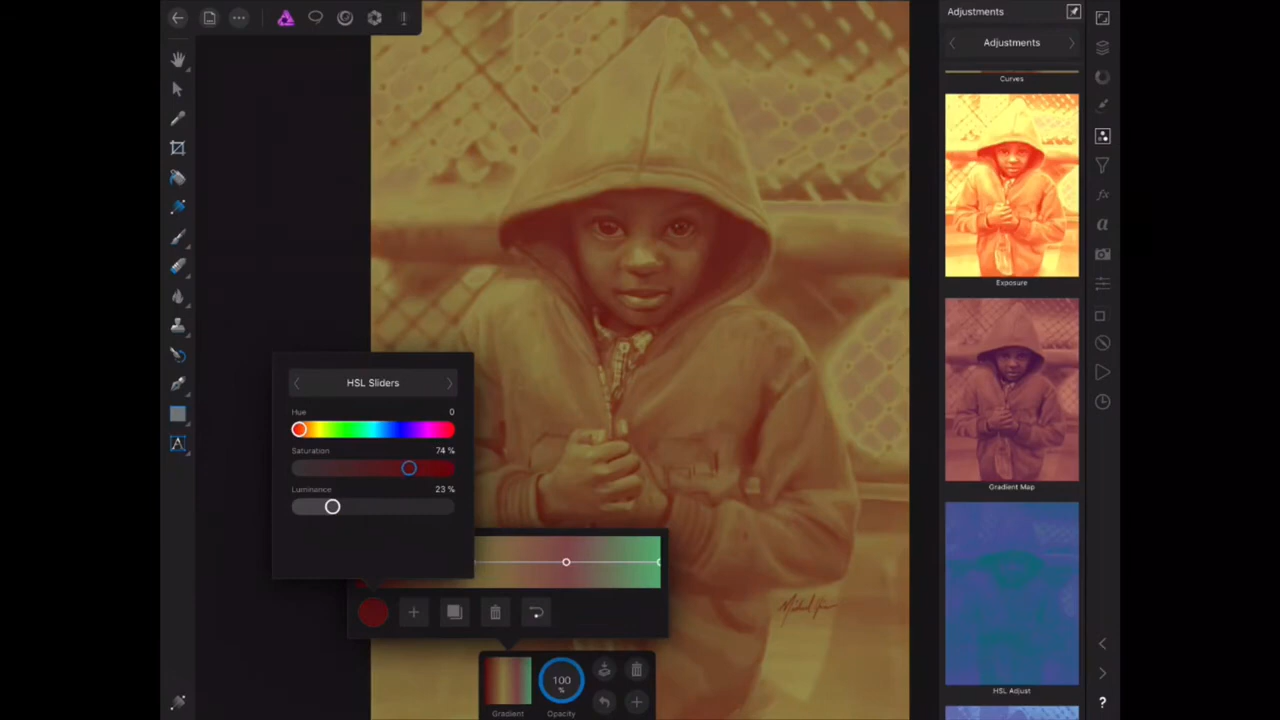 Adjustments
Adjustments
Curves
Exposure
Gradient Map
HSL Adjust
HSL Sliders
Hue 0
Saturation 74 %
Luminance 23 %
100
%
Gradient
Opacity
a
A
?